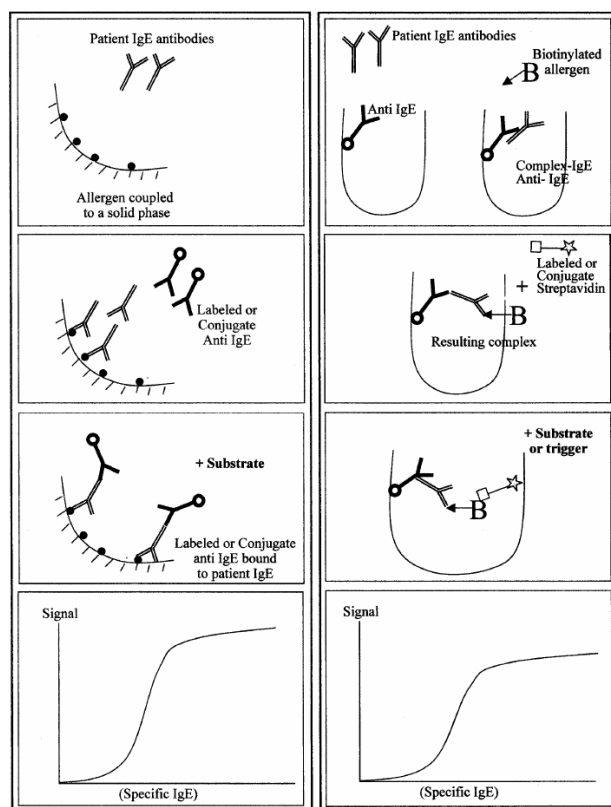 Patient IgE antibodies
Allergen coupled
to a solid phase
Labeled or
Conjugate
Anti IgE
+ Substrate
Labeled or Conjugate
anti IgE bound
to patient IgE
Signal
(Specific IgE)
Patient IgE antibodies
Biotinylated
allergen
B
Anti IgE
Complex-IgE
Anti- IgE
Labeled or
Conjugate
Streptavidin
+
B
Resulting complex
+ Substrate
or trigger
B
Signal
(Specific IgE)